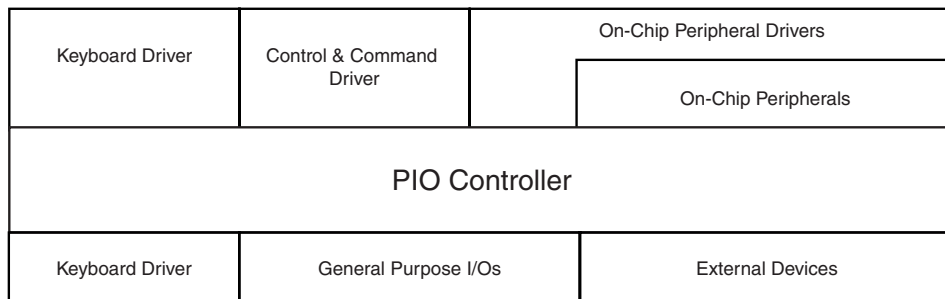 Keyboard Driver
Control & Command
Driver
On-Chip Peripheral Drivers
On-Chip Peripherals
PIO Controller
Keyboard Driver
General Purpose I/Os
External Devices